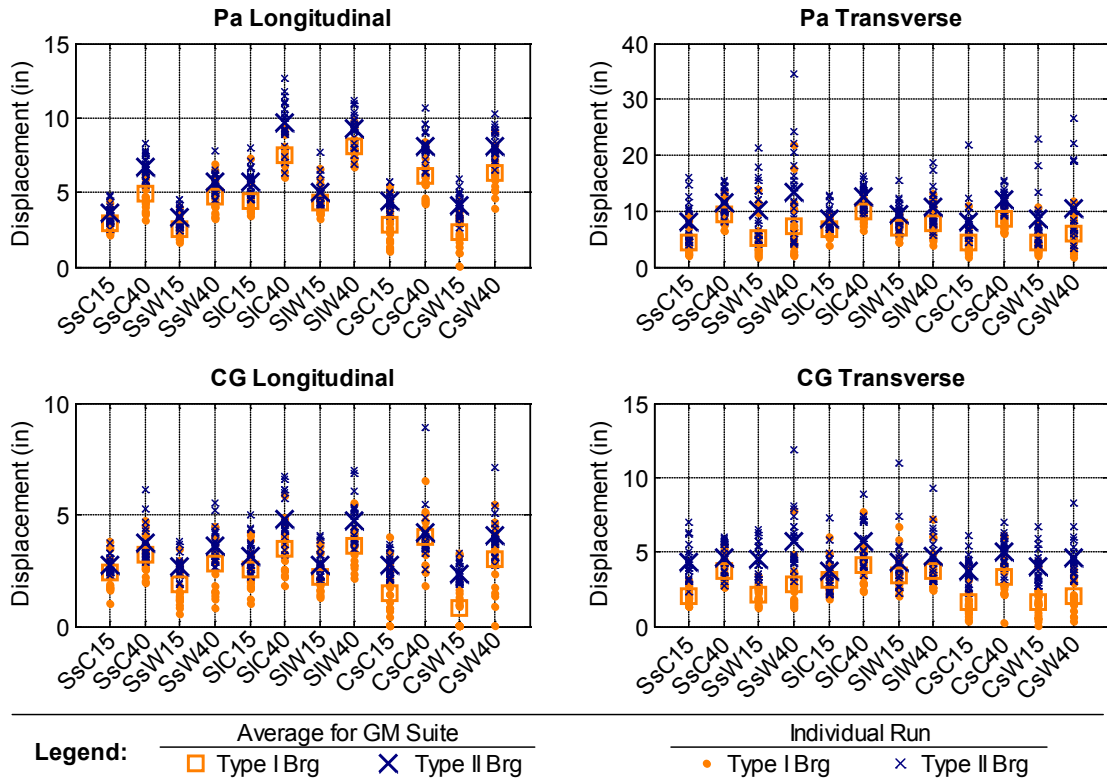 Pa Longitudinal
Displacement (in)
15
10
5
0
SsC15
SsC40
SsW15
SsW40
SlC15
SlC40
SlW15
SlW40
CsC15
CsC40
CsW15
CsW40
Pa Transverse
Displacement (in)
40
30
20
10
0
SsC15
SsC40
SsW15
SsW40
SlC15
SlC40
SlW15
SlW40
CsC15
CsC40
CsW15
CsW40
CG Longitudinal
Displacement (in)
10
5
0
SsC15
SsC40
SsW15
SsW40
SlC15
SlC40
SlW15
SlW40
CsC15
CsC40
CsW15
CsW40
CG Transverse
Displacement (in)
15
10
5
0
SsC15
SsC40
SsW15
SsW40
SlC15
SlC40
SlW15
SlW40
CsC15
CsC40
CsW15
CsW40
Legend:
Average for GM Suite
Type I Brg
Type II Brg
Individual Run
Type I Brg
Type II Brg